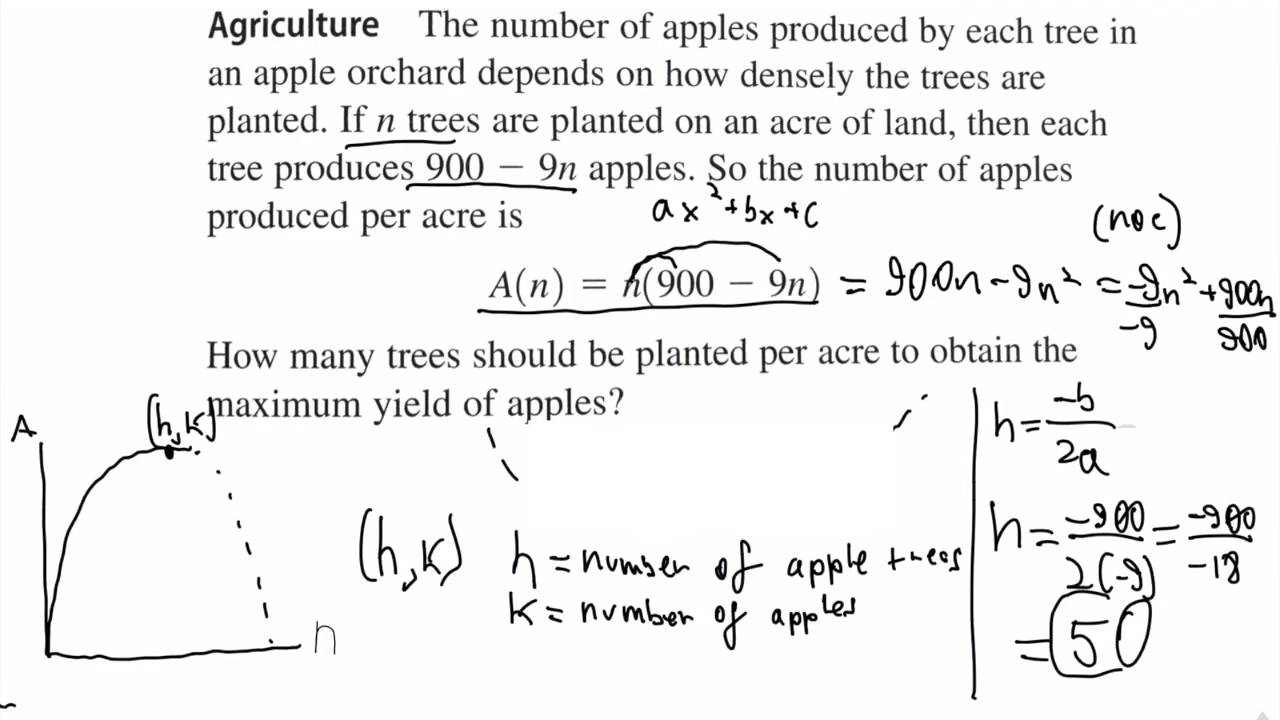 Agriculture The number of apples produced by each tree in
an apple orchard depends on how densely the trees are
planted. If n trees are planted on an acre of land, then each
tree produces 900 − 9n apples. So the number of apples
produced per acre is
ax² + bx + c
(no c)
A(n) = n(900 − 9n) = 900n − 9n² = −9n² + 900n
−9 900
How many trees should be planted per acre to obtain the
maximum yield of apples?
A
(h, k)
n
(h, k)
h = number of apple trees
k = number of apples
h = −b/2a
h = −900/2(−9) = −900/−18
= 50